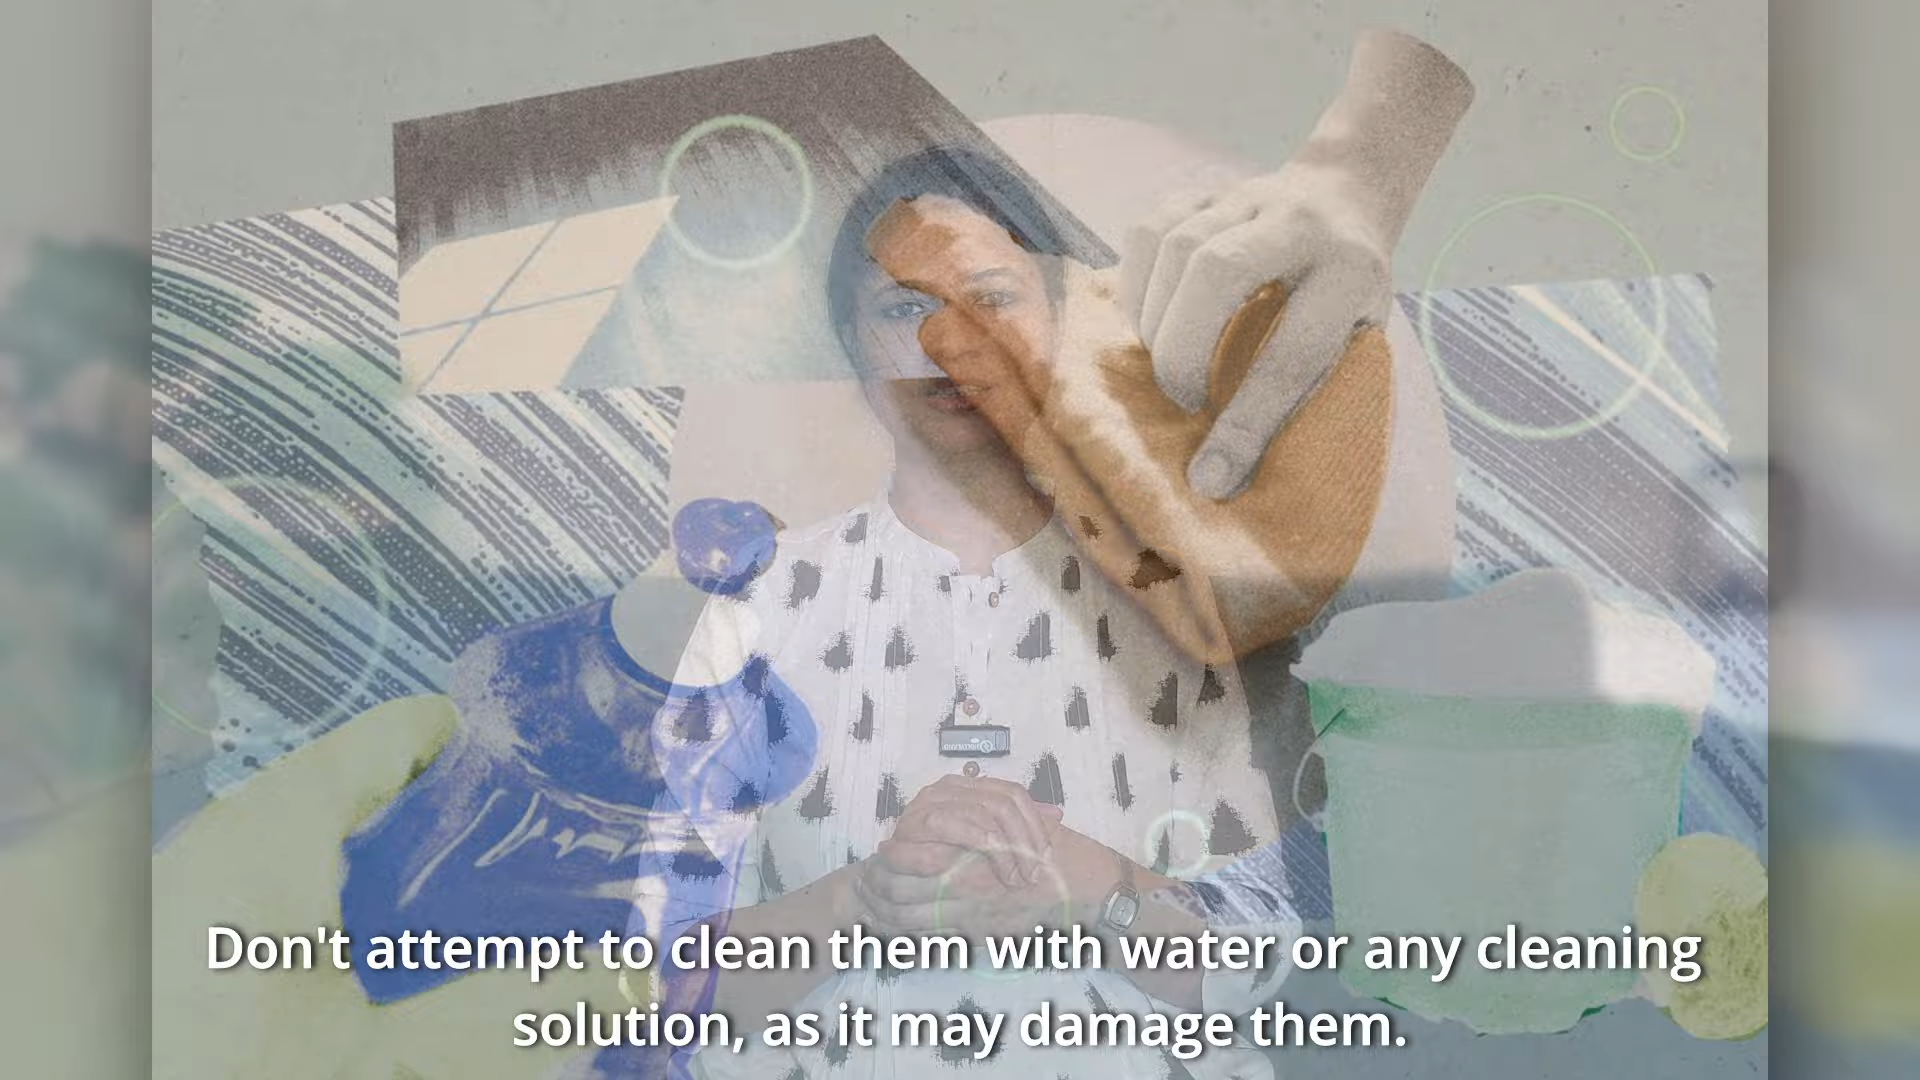 Don't attempt to clean them with water or any cleaning
solution, as it may damage them.